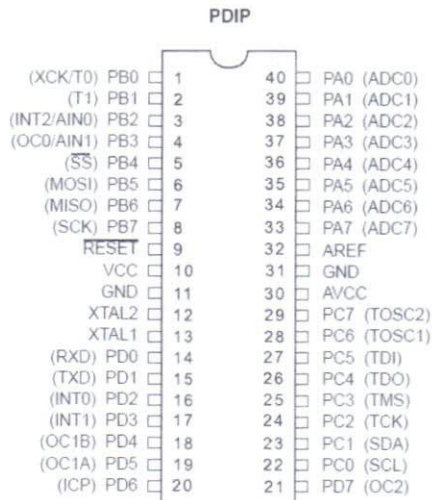 PDIP
(XCK/T0) PB0 1 40 PA0 (ADC0)
(T1) PB1 2 39 PA1 (ADC1)
(INT2/AIN0) PB2 3 38 PA2 (ADC2)
(OC0/AIN1) PB3 4 37 PA3 (ADC3)
(SS) PB4 5 36 PA4 (ADC4)
(MOSI) PB5 6 35 PA5 (ADC5)
(MISO) PB6 7 34 PA6 (ADC6)
(SCK) PB7 8 33 PA7 (ADC7)
RESET 9 32 AREF
VCC 10 31 GND
GND 11 30 AVCC
XTAL2 12 29 PC7 (TOSC2)
XTAL1 13 28 PC6 (TOSC1)
(RXD) PD0 14 27 PC5 (TDI)
(TXD) PD1 15 26 PC4 (TDO)
(INT0) PD2 16 25 PC3 (TMS)
(INT1) PD3 17 24 PC2 (TCK)
(OC1B) PD4 18 23 PC1 (SDA)
(OC1A) PD5 19 22 PC0 (SCL)
(ICP) PD6 20 21 PD7 (OC2)